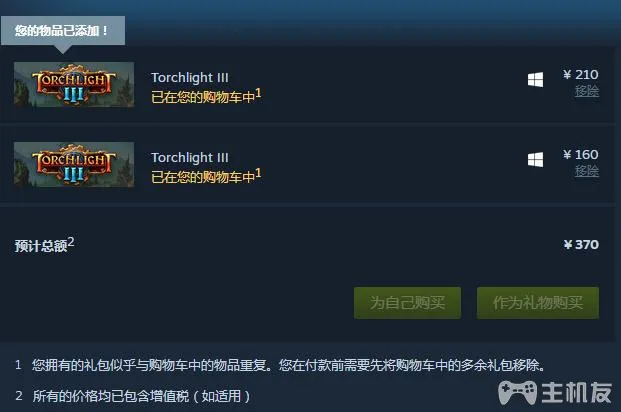 您的物品已添加！
TORCHLIGHT
III
Torchlight III
已在您的购物车中1
¥ 210
移除
TORCHLIGHT
III
Torchlight III
已在您的购物车中1
¥ 160
移除
预计总额2
¥ 370
为自己购买
作为礼物购买
1 您拥有的礼包似乎与购物车中的物品重复。您在付款前需要先将购物车中的多余礼包移除。
2 所有的价格均已包含增值税（如适用）
主机友